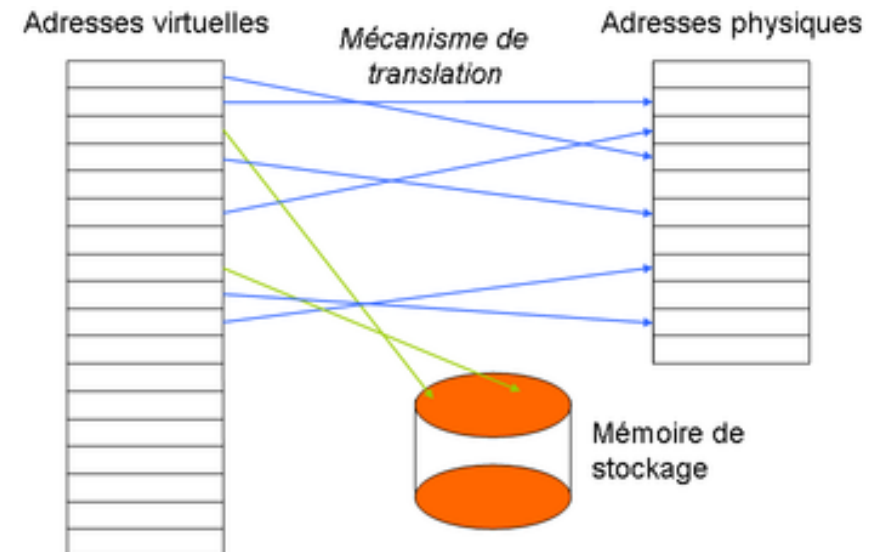 Adresses virtuelles
Mécanisme de
translation
Adresses physiques
Mémoire de
stockage